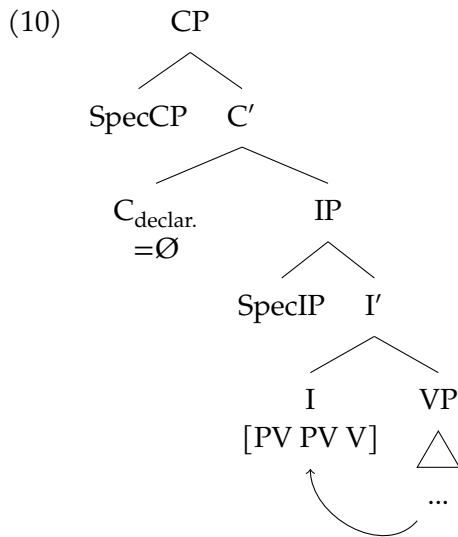 (10) CP
SpecCP C′
C_declar. IP
=Ø
SpecIP I′
I VP
[PV PV V]
...